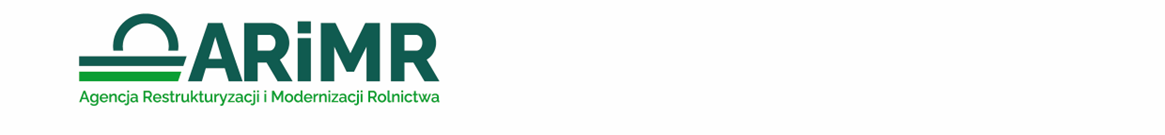 ARiMR
Agencja Restrukturyzacji i Modernizacji Rolnictwa